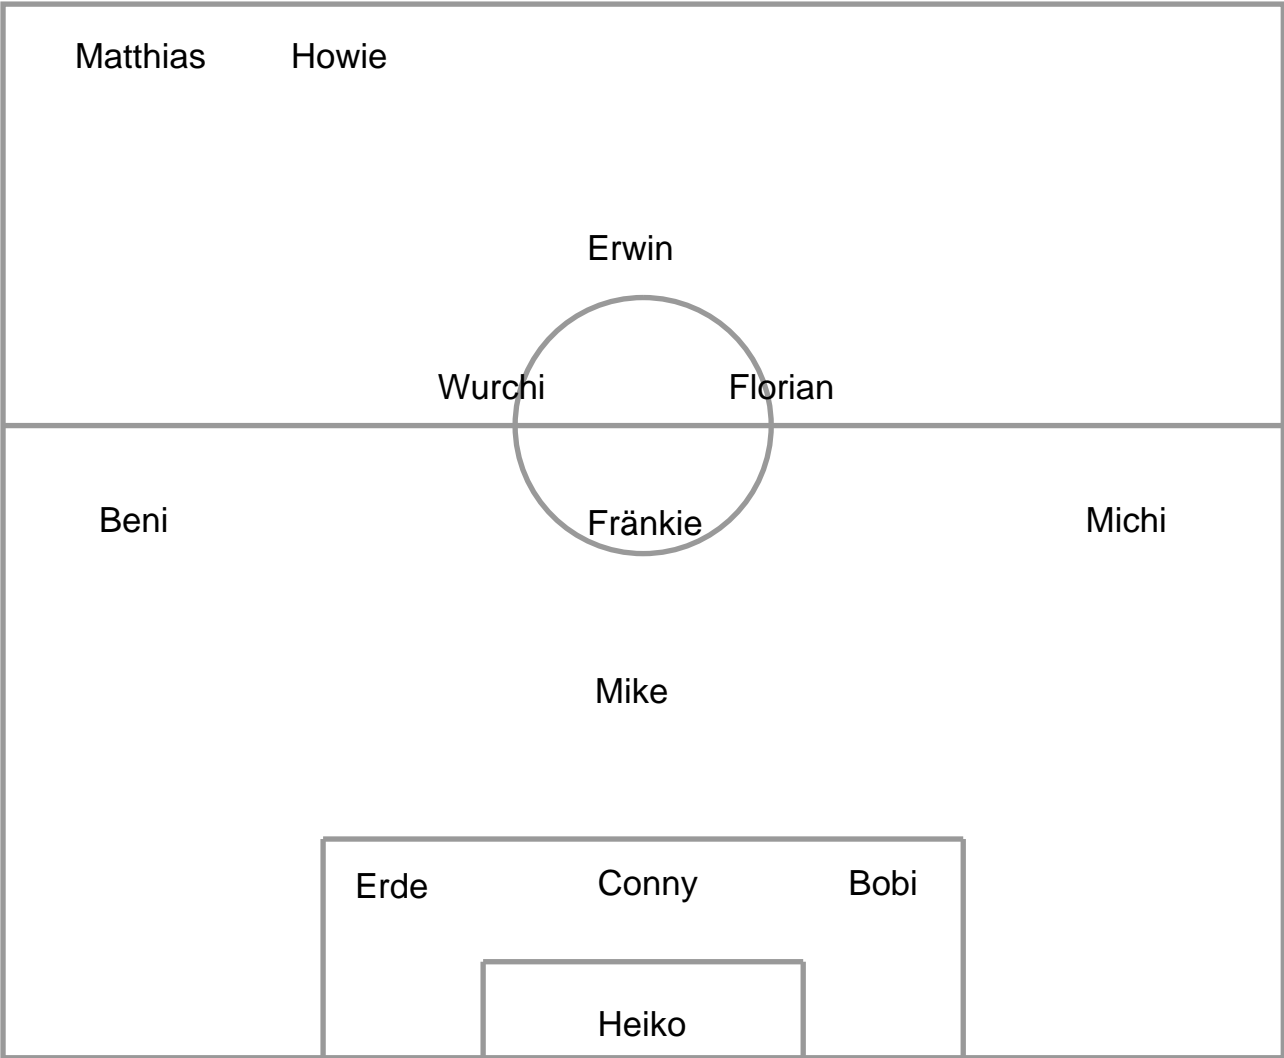 Matthias Howie
Erwin
Wurchi Florian
Beni Fränkie Michi
Mike
Erde Conny Bobi
Heiko